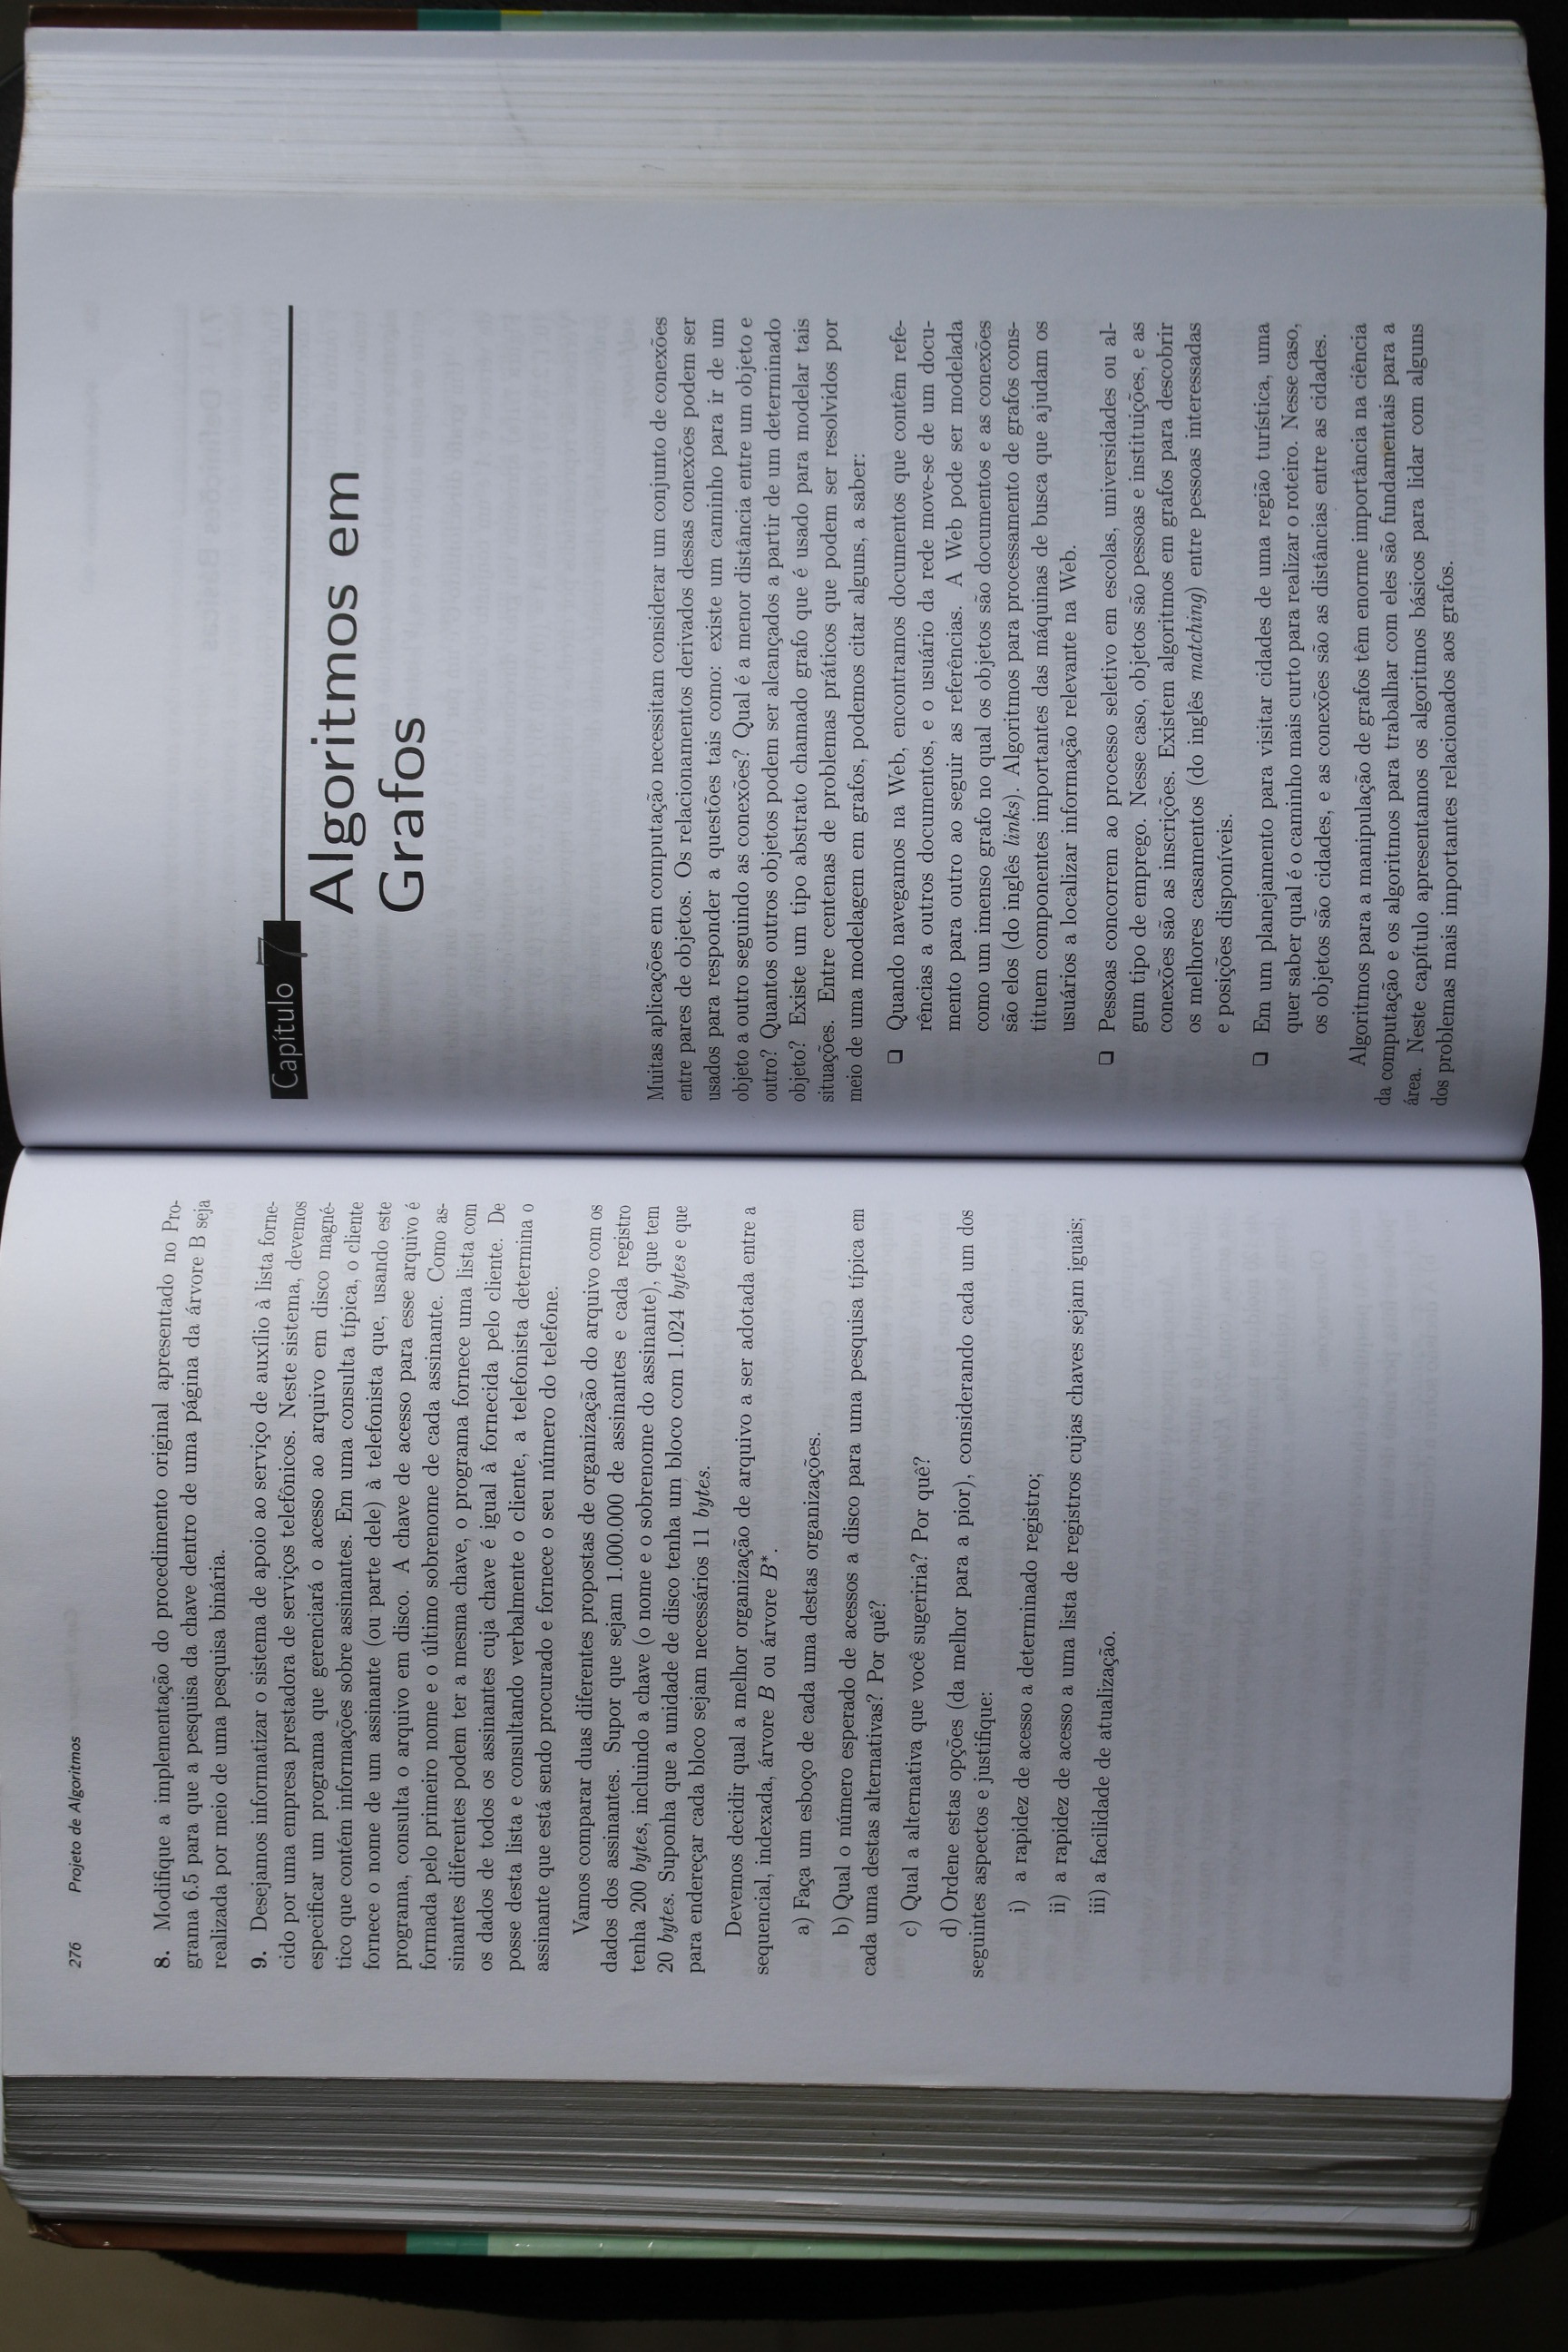 276 Projeto de Algoritmos
8. Modifique a implementação do procedimento original apresentado no Pro-
grama 6.5 para que a pesquisa da chave dentro de uma página da árvore B seja
realizada por meio de uma pesquisa binária.
9. Desejamos informatizar o sistema de apoio ao serviço de auxílio à lista forne-
cido por uma empresa prestadora de serviços telefônicos. Neste sistema, devemos
especificar um programa que gerenciará o acesso ao arquivo em disco magné-
tico que contém informações sobre assinantes. Em uma consulta típica, o cliente
fornece o nome de um assinante (ou parte dele) à telefonista que, usando este
programa, consulta o arquivo em disco. A chave de acesso para esse arquivo é
formada pelo primeiro nome e o último sobrenome de cada assinante. Como as-
sinantes diferentes podem ter a mesma chave, o programa fornece uma lista com
os dados de todos os assinantes cuja chave é igual à fornecida pelo cliente. De
posse desta lista e consultando verbalmente o cliente, a telefonista determina o
assinante que está sendo procurado e fornece o seu número do telefone.
Vamos comparar duas diferentes propostas de organização do arquivo com os
dados dos assinantes. Supor que sejam 1.000.000 de assinantes e cada registro
tenha 200 bytes, incluindo a chave (o nome e o sobrenome do assinante), que tem
20 bytes. Suponha que a unidade de disco tenha um bloco com 1.024 bytes e que
para endereçar cada bloco sejam necessários 11 bytes.
Devemos decidir qual a melhor organização de arquivo a ser adotada entre a
sequencial, indexada, árvore B ou árvore B*.
a) Faça um esboço de cada uma destas organizações.
b) Qual o número esperado de acessos a disco para uma pesquisa típica em
cada uma destas alternativas? Por quê?
c) Qual a alternativa que você sugeriria? Por quê?
d) Ordene estas opções (da melhor para a pior), considerando cada um dos
seguintes aspectos e justifique:
i) a rapidez de acesso a determinado registro;
ii) a rapidez de acesso a uma lista de registros cujas chaves sejam iguais;
iii) a facilidade de atualização.
Capítulo 7
Algoritmos em
Grafos
Muitas aplicações em computação necessitam considerar um conjunto de conexões
entre pares de objetos. Os relacionamentos derivados dessas conexões podem ser
usados para responder a questões tais como: existe um caminho para ir de um
objeto a outro seguindo as conexões? Qual é a menor distância entre um objeto e
outro? Quantos outros objetos podem ser alcançados a partir de um determinado
objeto? Existe um tipo abstrato chamado grafo que é usado para modelar tais
situações. Entre centenas de problemas práticos que podem ser resolvidos por
meio de uma modelagem em grafos, podemos citar alguns, a saber:
❑ Quando navegamos na Web, encontramos documentos que contêm refe-
rências a outros documentos, e o usuário da rede move-se de um docu-
mento para outro ao seguir as referências. A Web pode ser modelada
como um imenso grafo no qual os objetos são documentos e as conexões
são elos (do inglês links). Algoritmos para processamento de grafos cons-
tituem componentes importantes das máquinas de busca que ajudam os
usuários a localizar informação relevante na Web.
❑ Pessoas concorrem ao processo seletivo em escolas, universidades ou al-
gum tipo de emprego. Nesse caso, objetos são pessoas e instituições, e as
conexões são as inscrições. Existem algoritmos em grafos para descobrir
os melhores casamentos (do inglês matching) entre pessoas interessadas
e posições disponíveis.
❑ Em um planejamento para visitar cidades de uma região turística, uma
quer saber qual é o caminho mais curto para realizar o roteiro. Nesse caso,
os objetos são cidades, e as conexões são as distâncias entre as cidades.
Algoritmos para a manipulação de grafos têm enorme importância na ciência
da computação e os algoritmos para trabalhar com eles são fundamentais para a
área. Neste capítulo apresentamos os algoritmos básicos para lidar com alguns
dos problemas mais importantes relacionados aos grafos.